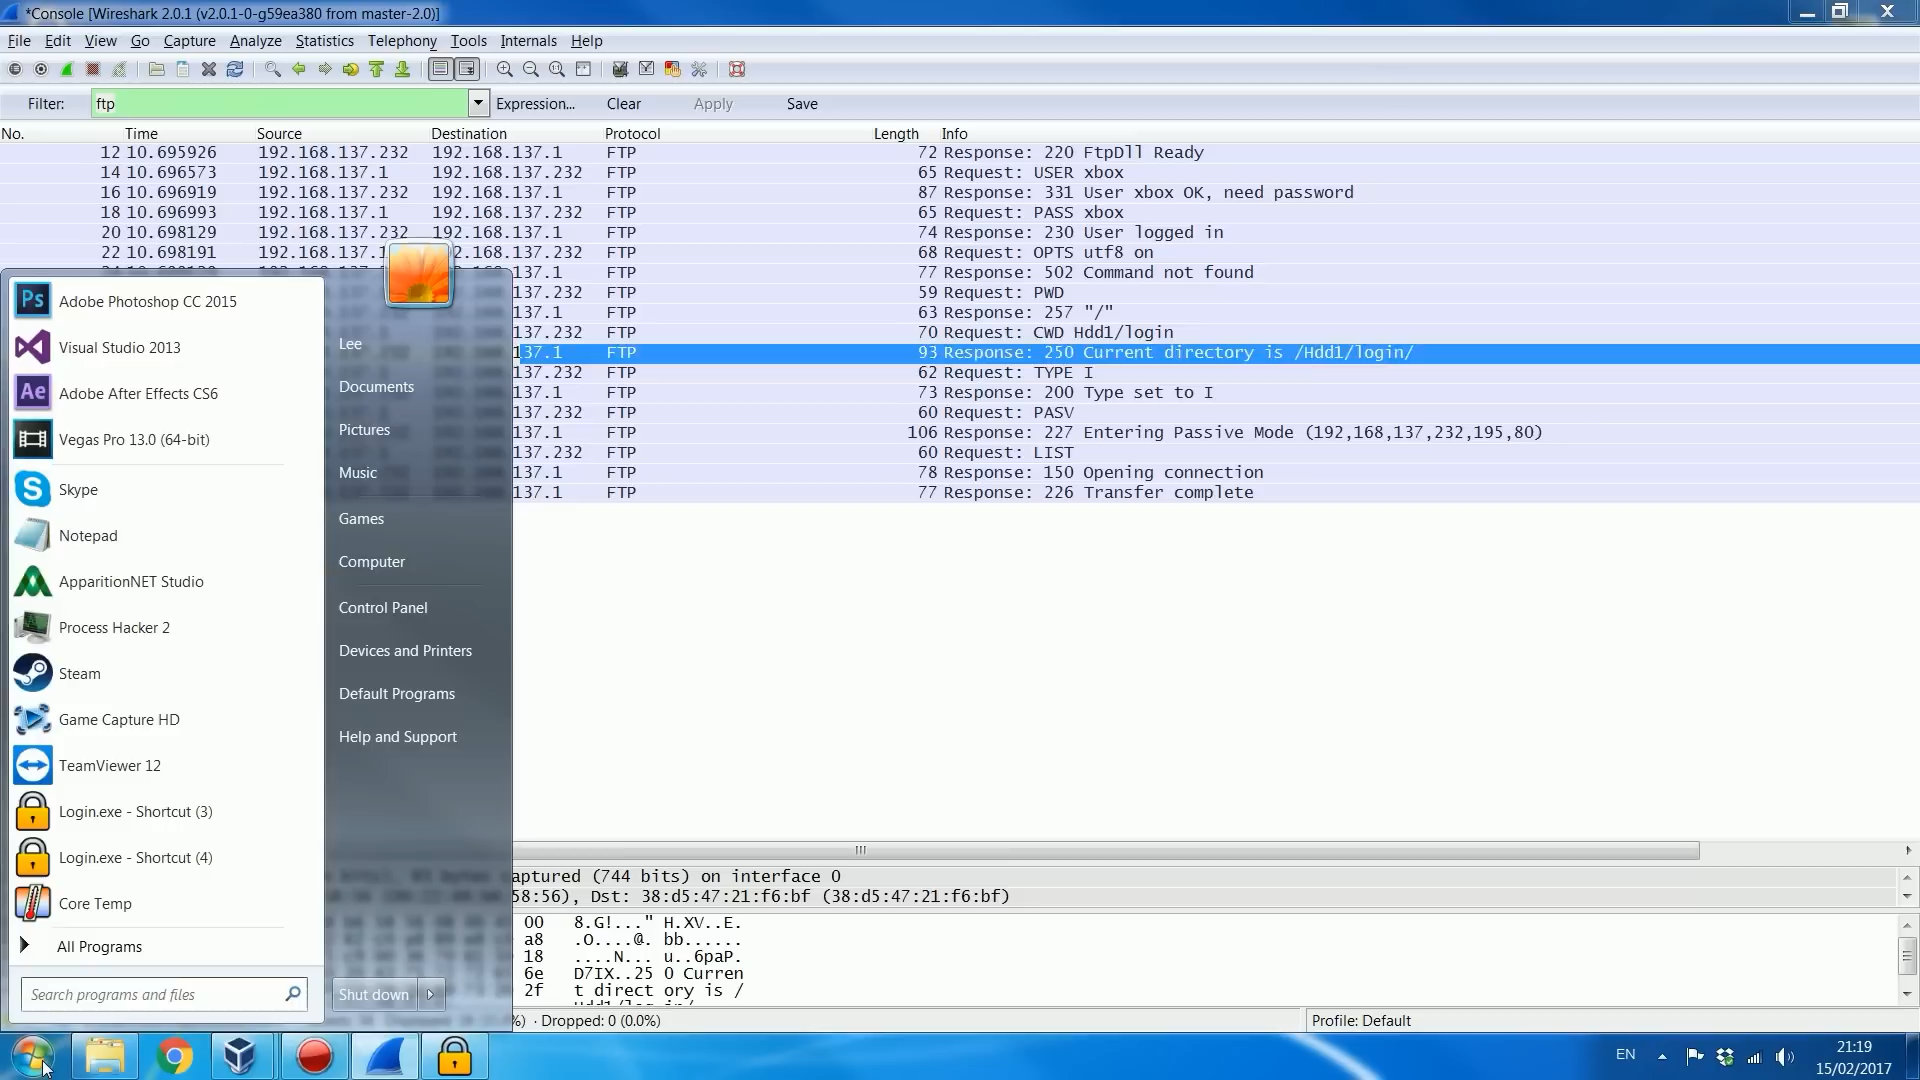 *Console [Wireshark 2.0.1 (v2.0.1-0-g59ea380 from master-2.0)]
File Edit View Go Capture Analyze Statistics Telephony Tools Internals Help
Filter: ftp Expression... Clear Apply Save
No. Time Source Destination Protocol Length Info
12 10.695926 192.168.137.232 192.168.137.1 FTP 72 Response: 220 FtpDll Ready
14 10.696573 192.168.137.1 192.168.137.232 FTP 65 Request: USER xbox
16 10.696919 192.168.137.232 192.168.137.1 FTP 87 Response: 331 User xbox OK, need password
18 10.696993 192.168.137.1 192.168.137.232 FTP 65 Request: PASS xbox
20 10.698129 192.168.137.232 192.168.137.1 FTP 74 Response: 230 User logged in
22 10.698191 192.168.137.1 2.168.137.232 FTP 68 Request: OPTS utf8 on
137.1 FTP 77 Response: 502 Command not found
137.232 FTP 59 Request: PWD
137.1 FTP 63 Response: 257 "/"
137.232 FTP 70 Request: CWD Hdd1/login
137.1 FTP 93 Response: 250 Current directory is /Hdd1/login/
137.232 FTP 62 Request: TYPE I
137.1 FTP 73 Response: 200 Type set to I
137.232 FTP 60 Request: PASV
137.1 FTP 106 Response: 227 Entering Passive Mode (192,168,137,232,195,80)
137.232 FTP 60 Request: LIST
137.1 FTP 78 Response: 150 Opening connection
137.1 FTP 77 Response: 226 Transfer complete
Ps Adobe Photoshop CC 2015
Visual Studio 2013
Ae Adobe After Effects CS6
Vegas Pro 13.0 (64-bit)
Skype
Notepad
ApparitionNET Studio
Process Hacker 2
Steam
Game Capture HD
TeamViewer 12
Login.exe - Shortcut (3)
Login.exe - Shortcut (4)
Core Temp
All Programs
Search programs and files
Lee
Documents
Pictures
Music
Games
Computer
Control Panel
Devices and Printers
Default Programs
Help and Support
Shut down
aptured (744 bits) on interface 0
58:56), Dst: 38:d5:47:21:f6:bf (38:d5:47:21:f6:bf)
00 8.G!..." H.XV..E.
a8 .O....@. bb......
18 ....N... u..6paP.
6e D7IX..25 0 Curren
2f t direct ory is /
%) · Dropped: 0 (0.0%) Profile: Default
EN 21:19
15/02/2017